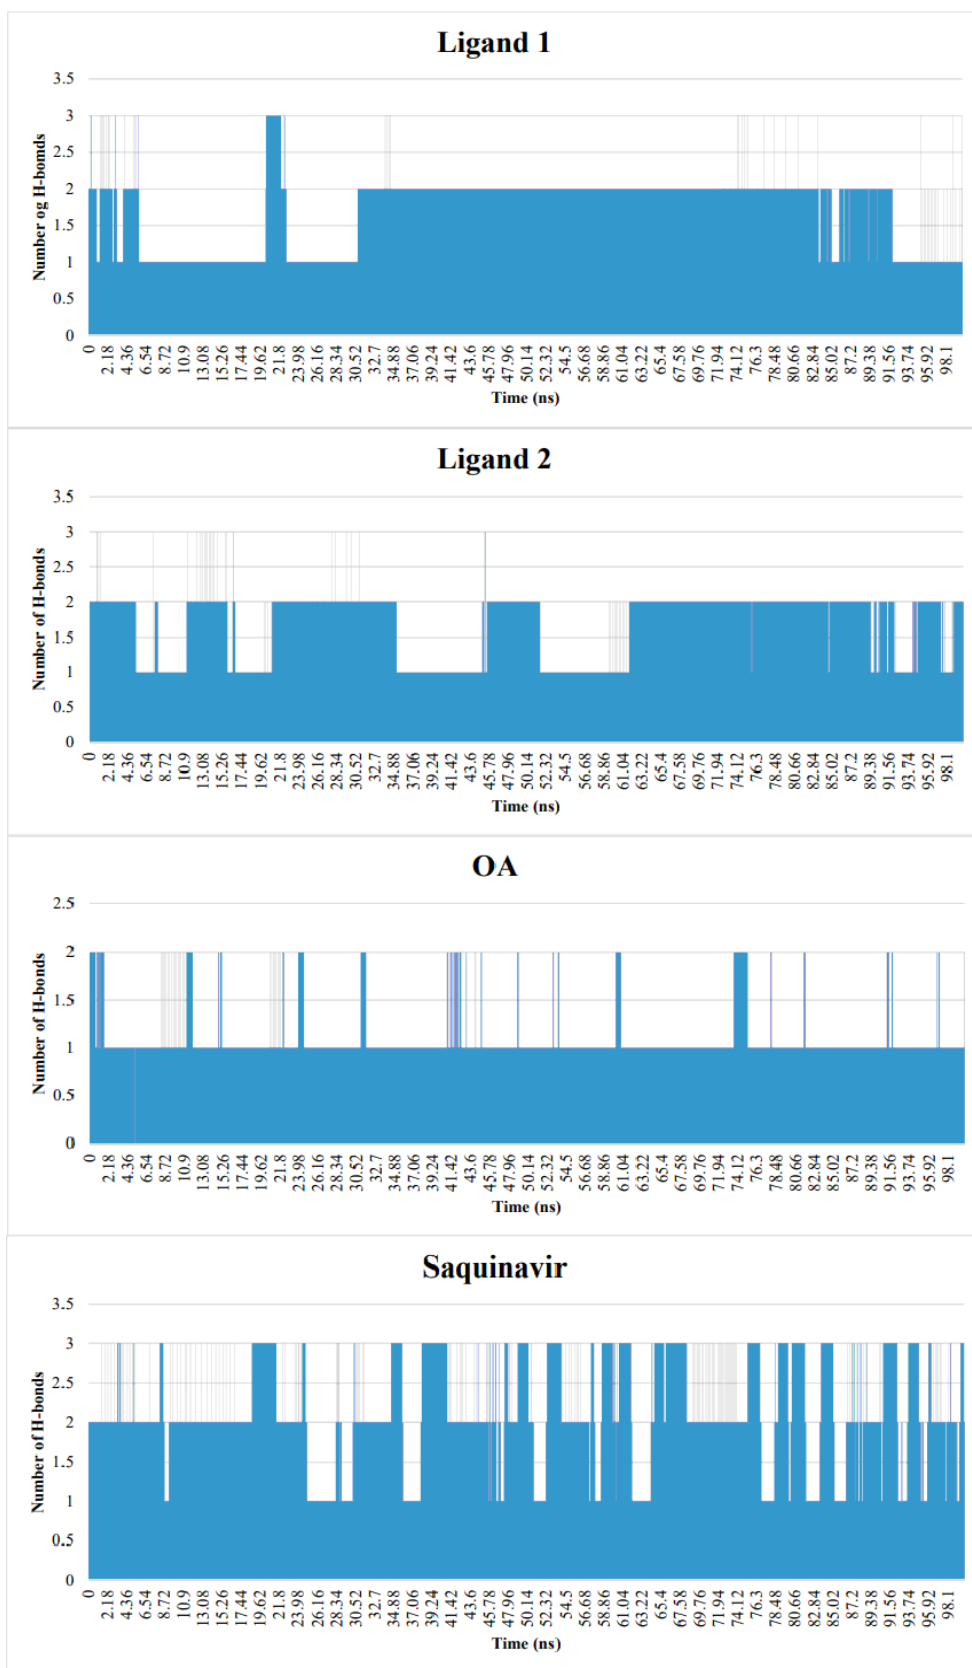 Ligand 1
Number og H-bomds
3.5
3
2.5
2
1.5
1
0.5
0
0 2.18 4.36 6.54 8.72 10.9 13.08 15.26 17.44 19.62 21.8 23.98 26.16 28.34 30.52 32.7 34.88 37.06 39.24 41.42 43.6 45.78 47.96 50.14 52.32 54.5 56.68 58.86 61.04 63.22 65.4 67.58 69.76 71.94 74.12 76.3 78.48 80.66 82.84 85.02 87.2 89.38 91.56 93.74 95.92 98.1
Time (ns)
Ligand 2
Number of H-bonds
3.5
3
2.5
2
1.5
1
0.5
0
0 2.18 4.36 6.54 8.72 10.9 13.08 15.26 17.44 19.62 21.8 23.98 26.16 28.34 30.52 32.7 34.88 37.06 39.24 41.42 43.6 45.78 47.96 50.14 52.32 54.5 56.68 58.86 61.04 63.22 65.4 67.58 69.76 71.94 74.12 76.3 78.48 80.66 82.84 85.02 87.2 89.38 91.56 93.74 95.92 98.1
Time (ns)
OA
Number of H-bonds
2.5
2
1.5
1
0.5
0
0 2.18 4.36 6.54 8.72 10.9 13.08 15.26 17.44 19.62 21.8 23.98 26.16 28.34 30.52 32.7 34.88 37.06 39.24 41.42 43.6 45.78 47.96 50.14 52.32 54.5 56.68 58.86 61.04 63.22 65.4 67.58 69.76 71.94 74.12 76.3 78.48 80.66 82.84 85.02 87.2 89.38 91.56 93.74 95.92 98.1
Time (ns)
Saquinavir
Number of H-bonds
3.5
3
2.5
2
1.5
1
0.5
0
0 2.18 4.36 6.54 8.72 10.9 13.08 15.26 17.44 19.62 21.8 23.98 26.16 28.34 30.52 32.7 34.88 37.06 39.24 41.42 43.6 45.78 47.96 50.14 52.32 54.5 56.68 58.86 61.04 63.22 65.4 67.58 69.76 71.94 74.12 76.3 78.48 80.66 82.84 85.02 87.2 89.38 91.56 93.74 95.92 98.1
Time (ns)